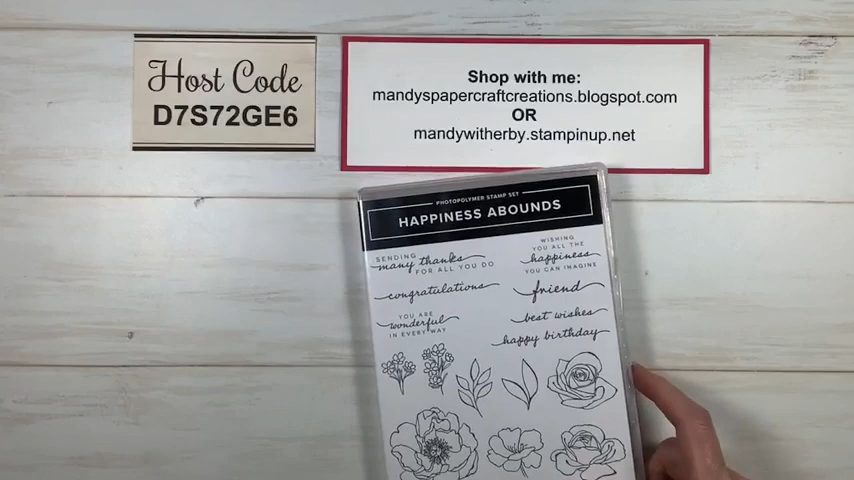 Host Code
D7S72GE6
Shop with me:
mandyspapercraftcreations.blogspot.com
OR
mandywitherby.stampinup.net
PHOTOPOLYMER STAMP SET
HAPPINESS ABOUNDS
SENDING
many thanks
FOR ALL YOU DO
WISHING
YOU ALL THE
happiness
YOU CAN IMAGINE
congratulations
friend
YOU ARE
wonderful
IN EVERY WAY
best wishes
happy birthday